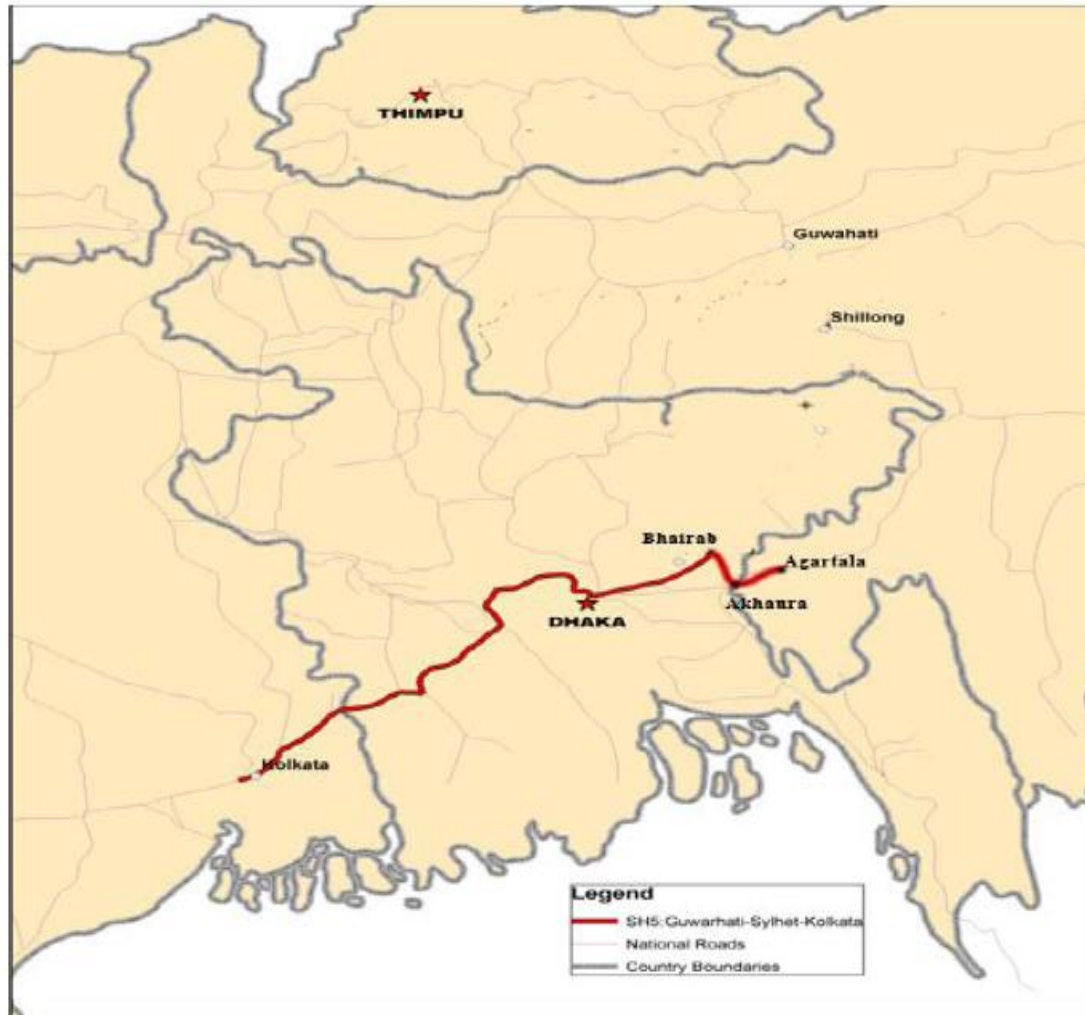 THIMPU
Guwahati
Shillong
Bhairab
Agartala
Akhaura
DHAKA
Kolkata
Legend
SH5:Guwarhati-Sylhet-Kolkata
National Roads
Country Boundaries